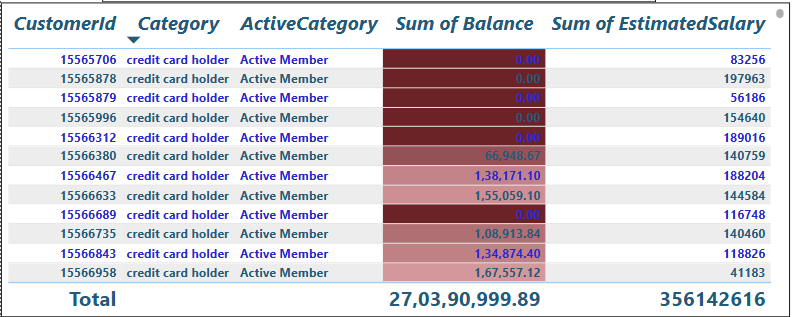 CustomerId Category ActiveCategory Sum of Balance Sum of EstimatedSalary
15565706 credit card holder Active Member 0.00 83256
15565878 credit card holder Active Member 0.00 197963
15565879 credit card holder Active Member 0.00 56186
15565996 credit card holder Active Member 0.00 154640
15566312 credit card holder Active Member 0.00 189016
15566380 credit card holder Active Member 66,948.67 140759
15566467 credit card holder Active Member 1,38,171.10 188204
15566633 credit card holder Active Member 1,55,059.10 144584
15566689 credit card holder Active Member 0.00 116748
15566735 credit card holder Active Member 1,08,913.84 140460
15566843 credit card holder Active Member 1,34,874.40 118826
15566958 credit card holder Active Member 1,67,557.12 41183
Total 27,03,90,999.89 356142616